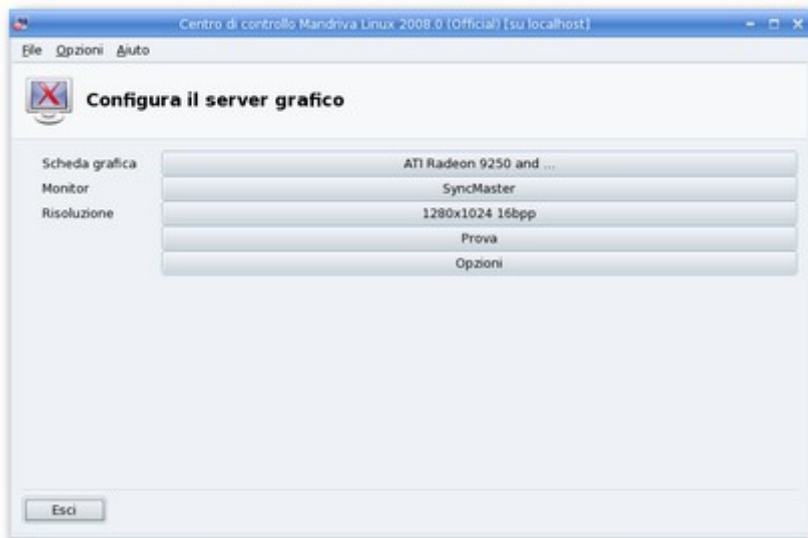 Centro di controllo Mandriva Linux 2008.0 (Official) [su localhost]
File Opzioni Aiuto
Configura il server grafico
Scheda grafica ATI Radeon 9250 and ...
Monitor SyncMaster
Risoluzione 1280x1024 16bpp
Prova
Opzioni
Esci